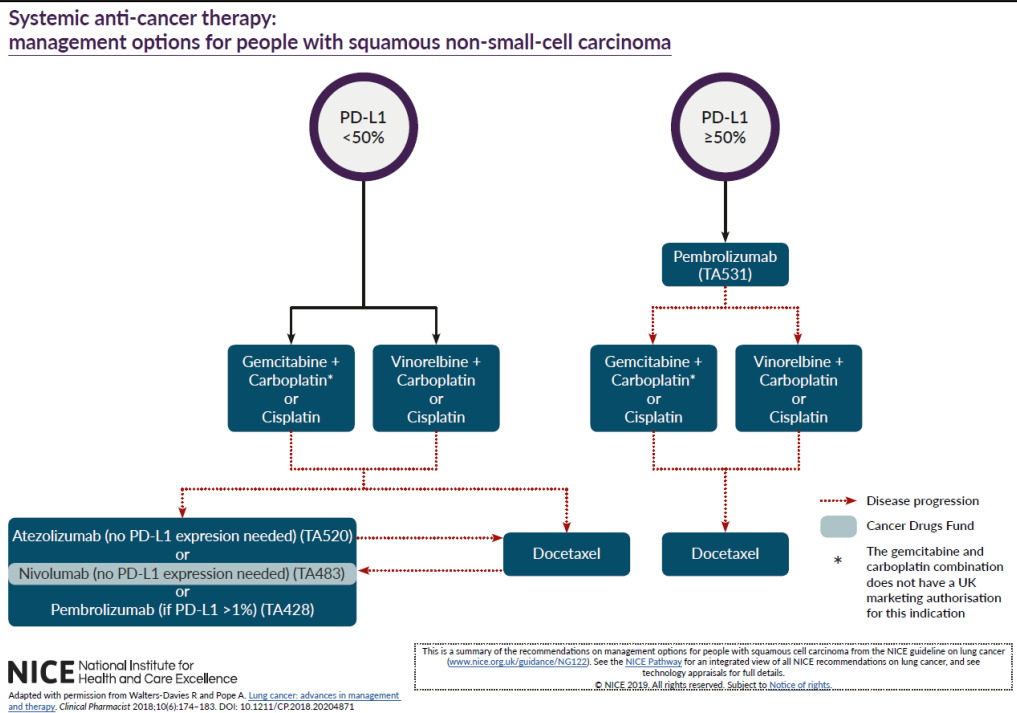 Systemic anti-cancer therapy:
management options for people with squamous non-small-cell carcinoma
PD-L1
<50%
PD-L1
≥50%
Pembrolizumab
(TA531)
Gemcitabine +
Carboplatin*
or
Cisplatin
Vinorelbine +
Carboplatin
or
Cisplatin
Gemcitabine +
Carboplatin*
or
Cisplatin
Vinorelbine +
Carboplatin
or
Cisplatin
Atezolizumab (no PD-L1 expresion needed) (TA520)
or
Nivolumab (no PD-L1 expression needed) (TA483)
or
Pembrolizumab (if PD-L1 >1%) (TA428)
Docetaxel
Docetaxel
Disease progression
Cancer Drugs Fund
* The gemcitabine and
carboplatin combination
does not have a UK
marketing authorisation
for this indication
NICE National Institute for
Health and Care Excellence
Adapted with permission from Walters-Davies R and Pope A. Lung cancer: advances in management
and therapy. Clinical Pharmacist 2018;10(6):174–183. DOI: 10.1211/CP.2018.20204871
This is a summary of the recommendations on management options for people with squamous cell carcinoma from the NICE guideline on lung cancer
(www.nice.org.uk/guidance/NG122). See the NICE Pathway for an integrated view of all NICE recommendations on lung cancer, and see
technology appraisals for full details.
© NICE 2019. All rights reserved. Subject to Notice of rights.